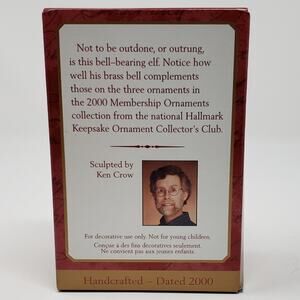 Not to be outdone, or outrung,
is this bell-bearing elf. Notice how
well his brass bell complements
those on the three ornaments in
the 2000 Membership Ornaments
collection from the national Hallmark
Keepsake Ornament Collector's Club.
Sculpted by
Ken Crow
For decorative use only. Not for young children.
Conçue à des fins décoratives seulement.
Ne convient pas aux jeunes enfants.
Handcrafted – Dated 2000